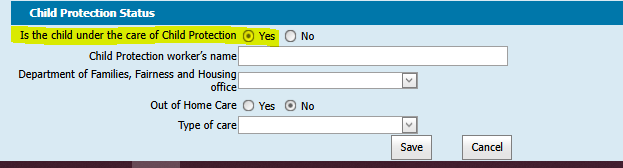 Child Protection Status
Is the child under the care of Child Protection Yes No
Child Protection worker's name
Department of Families, Fairness and Housing
office
Out of Home Care Yes No
Type of care
Save Cancel